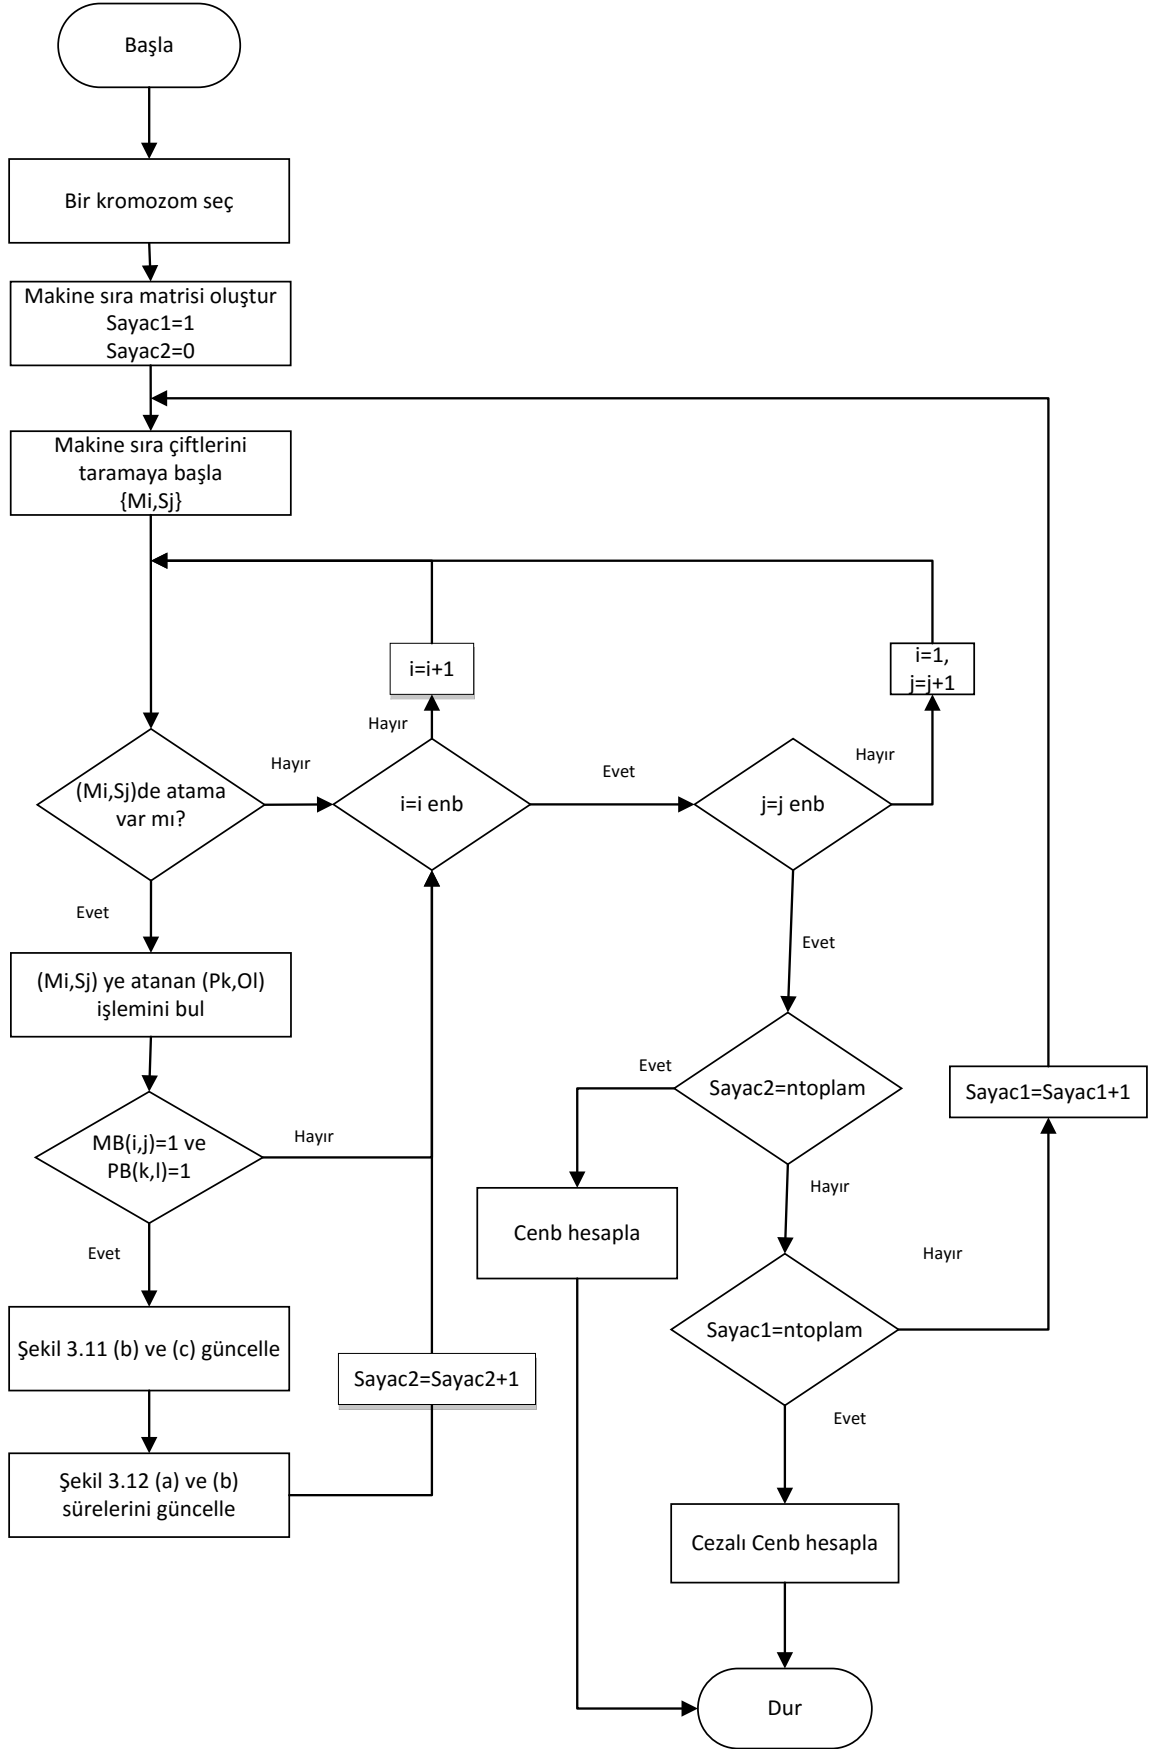 Başla
Bir kromozom seç
Makine sıra matrisi oluştur
Sayac1=1
Sayac2=0
Makine sıra çiftlerini
taramaya başla
{Mi,Sj}
i=i+1
i=1,
j=j+1
Hayır
(Mi,Sj)de atama
var mı?
Hayır
i=i enb
Evet
j=j enb
Hayır
Evet
Evet
(Mi,Sj) ye atanan (Pk,Ol)
işlemini bul
MB(i,j)=1 ve
PB(k,l)=1
Hayır
Evet
Sayac2=ntoplam
Sayac1=Sayac1+1
Evet
Hayır
Cenb hesapla
Hayır
Şekil 3.11 (b) ve (c) güncelle
Sayac1=ntoplam
Sayac2=Sayac2+1
Evet
Şekil 3.12 (a) ve (b)
sürelerini güncelle
Cezalı Cenb hesapla
Dur